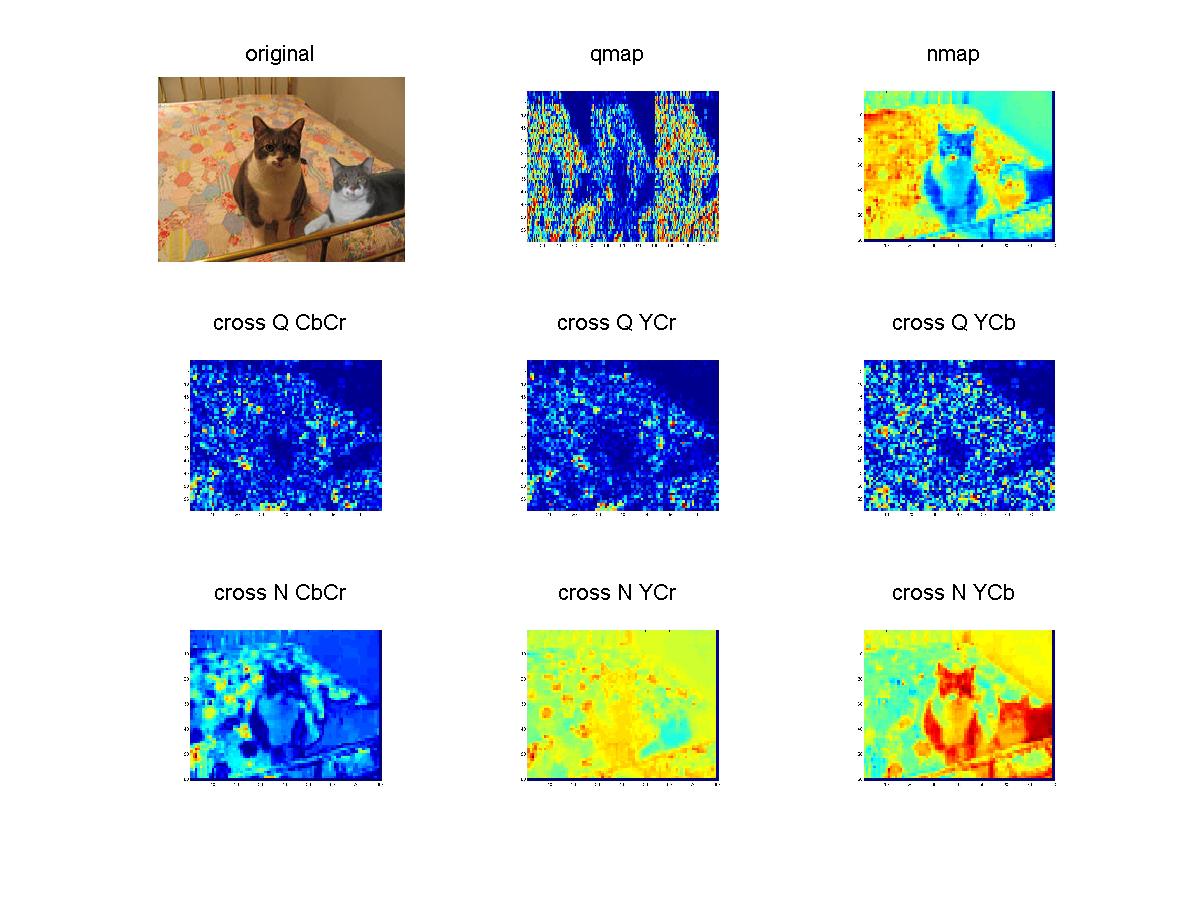 original
qmap
nmap
cross Q CbCr
cross Q YCr
cross Q YCb
cross N CbCr
cross N YCr
cross N YCb